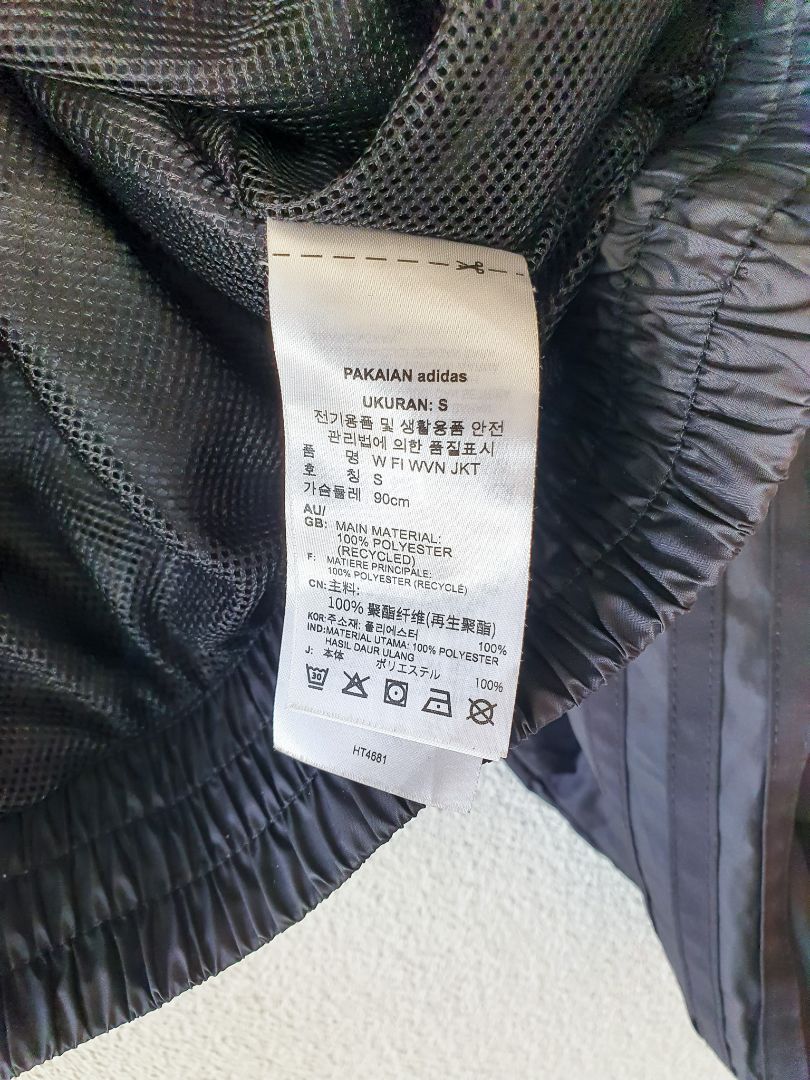 PAKAIAN adidas
UKURAN: S
전기용품 및 생활용품 안전
관리법에 의한 품질표시
품 명 W FI WVN JKT
호 칭 S
가슴둘레 90cm
AU/
GB: MAIN MATERIAL:
100% POLYESTER
(RECYCLED)
F: MATIERE PRINCIPALE:
100% POLYESTER (RECYCLÉ)
CN: 主料:
100% 聚酯纤维(再生聚酯)
KOR: 주소재: 폴리에스터 100%
IND: MATERIAL UTAMA: 100% POLYESTER
HASIL DAUR ULANG
J: 本体 ポリエステル 100%
30
HT4681